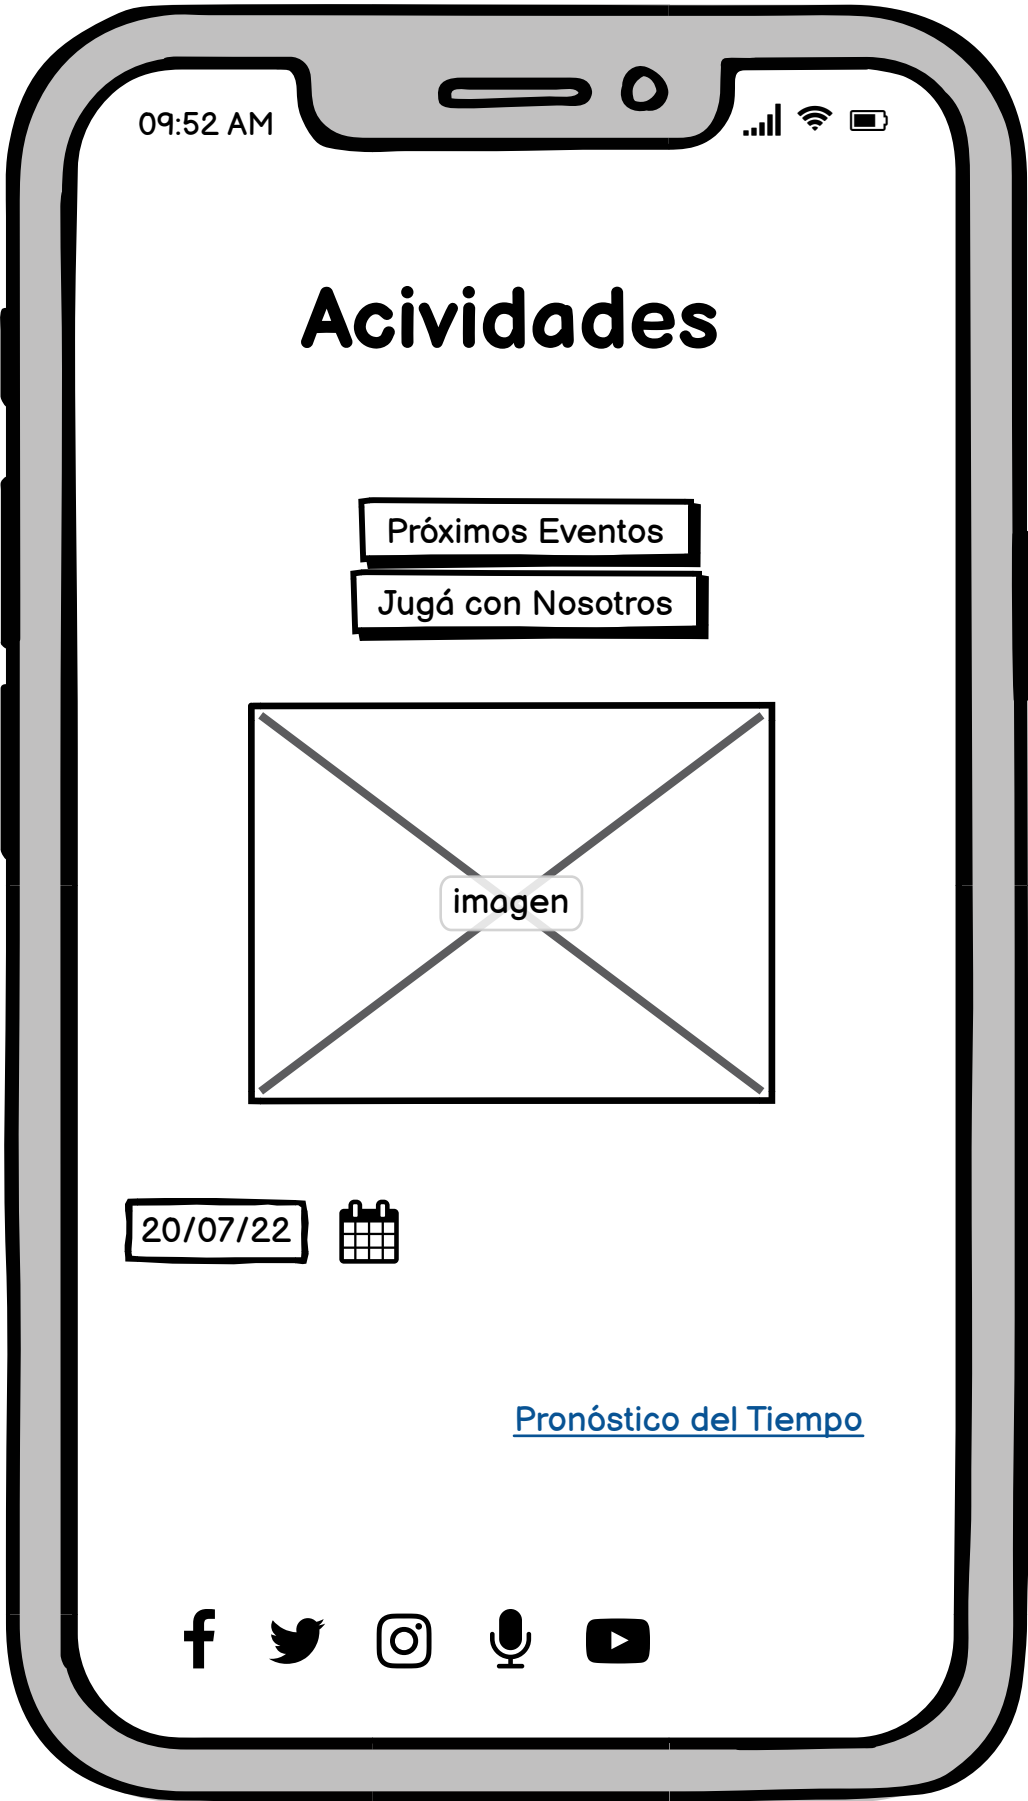 09:52 AM
Acividades
Próximos Eventos
Jugá con Nosotros
imagen
20/07/22
Pronóstico del Tiempo